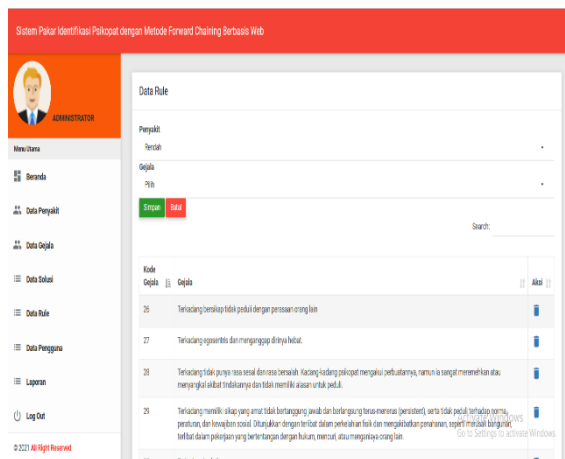 Sistem Pakar Identifikasi Psikopat dengan Metode Forward Chaining Berbasis Web
ADMINISTRATOR
Menu Utama
Beranda
Data Penyakit
Data Gejala
Data Solusi
Data Rule
Data Pengguna
Laporan
Log Out
© 2021 All Right Reserved.
Data Rule
Penyakit
Rendah
Gejala
Pilih
Simpan Batal
Search:
Kode
Gejala Gejala Aksi
26 Terkadang bersikap tidak peduli dengan perasaan orang lain
27 Terkadang egosentris dan menganggap dirinya hebat.
28 Terkadang tidak punya rasa sesal dan rasa bersalah. Kadang-kadang psikopat mengakui perbuatannya, namun ia sangat meremehkan atau
menyangkal akibat tindakannya dan tidak memiliki alasan untuk peduli.
29 Terkadang memiliki sikap yang amat tidak bertanggung jawab dan berlangsung terus-menerus (persistent), serta tidak peduli terhadap norma,
peraturan, dan kewajiban sosial. Ditunjukkan dengan terlibat dalam perkelahian fisik dan mengakibatkan penahanan, seperti merusak bangunan,
terlibat dalam pekerjaan yang bertentangan dengan hukum, mencuri, atau menganiaya orang lain.
Activate Windows
Go to Settings to activate Windows.